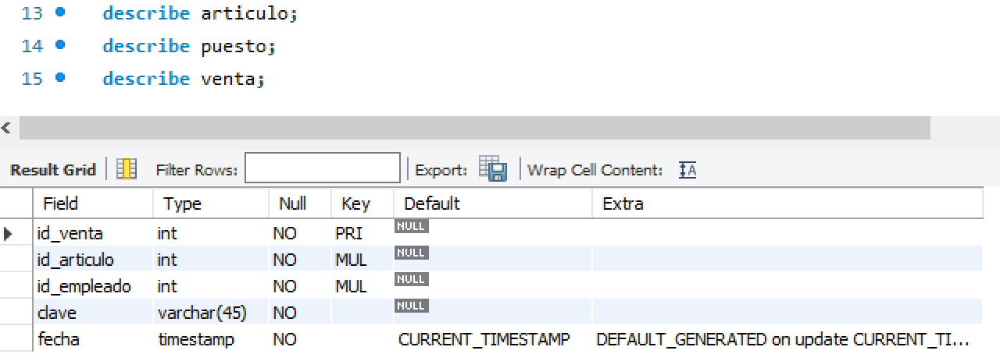 13 describe articulo;
14 describe puesto;
15 describe venta;
Result Grid Filter Rows: Export: Wrap Cell Content: IA
Field Type Null Key Default Extra
id_venta int NO PRI NULL
id_articulo int NO MUL NULL
id_empleado int NO MUL NULL
clave varchar(45) NO NULL
fecha timestamp NO CURRENT_TIMESTAMP DEFAULT_GENERATED on update CURRENT_TI...